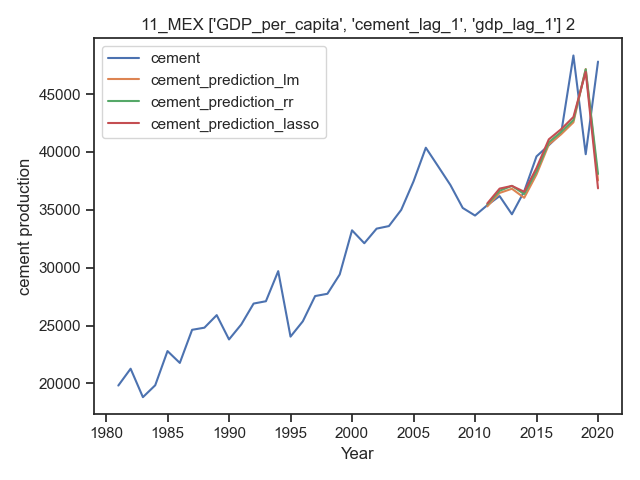 11_MEX ['GDP_per_capita', 'cement_lag_1', 'gdp_lag_1'] 2
cement
cement_prediction_lm
cement_prediction_rr
cement_prediction_lasso
cement production
45000
40000
35000
30000
25000
20000
1980 1985 1990 1995 2000 2005 2010 2015 2020
Year